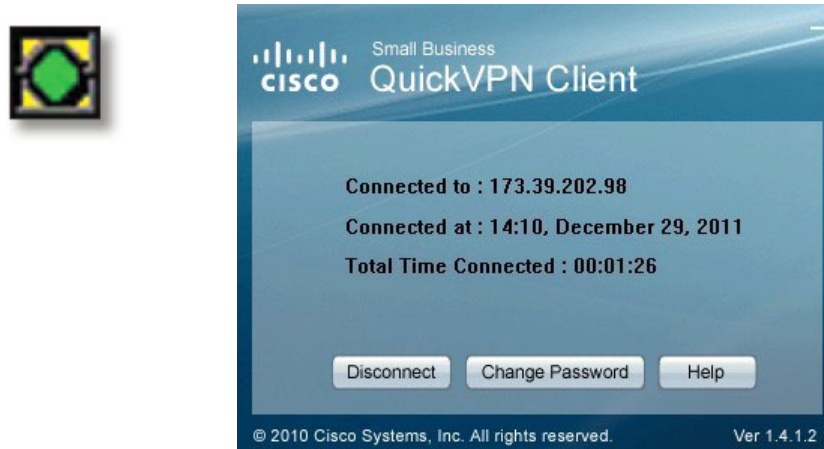 Small Business
CISCO QuickVPN Client
Connected to : 173.39.202.98
Connected at : 14:10, December 29, 2011
Total Time Connected : 00:01:26
Disconnect Change Password Help
© 2010 Cisco Systems, Inc. All rights reserved. Ver 1.4.1.2